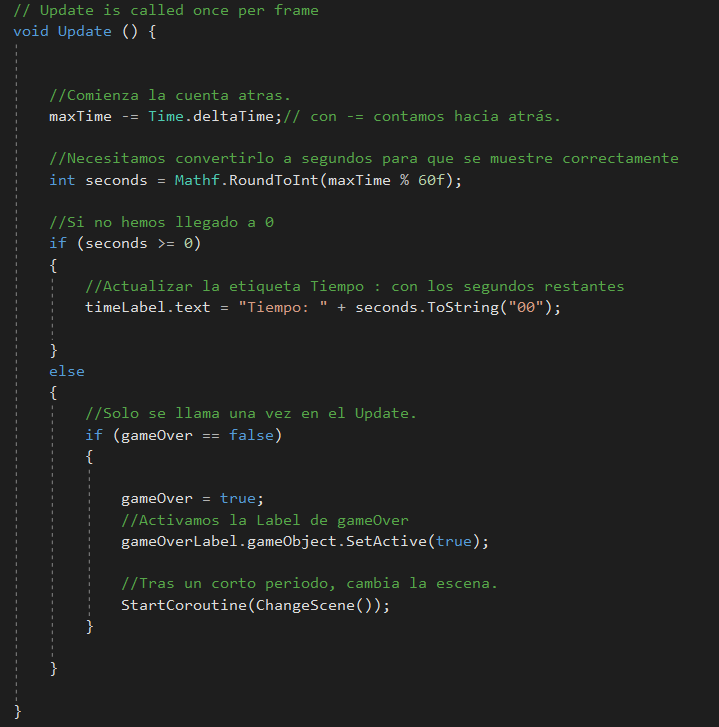 // Update is called once per frame
void Update () {
//Comienza la cuenta atras.
maxTime -= Time.deltaTime;// con -= contamos hacia atrás.
//Necesitamos convertirlo a segundos para que se muestre correctamente
int seconds = Mathf.RoundToInt(maxTime % 60f);
//Si no hemos llegado a 0
if (seconds >= 0)
{
//Actualizar la etiqueta Tiempo : con los segundos restantes
timeLabel.text = "Tiempo: " + seconds.ToString("00");
}
else
{
//Solo se llama una vez en el Update.
if (gameOver == false)
{
gameOver = true;
//Activamos la Label de gameOver
gameOverLabel.gameObject.SetActive(true);
//Tras un corto periodo, cambia la escena.
StartCoroutine(ChangeScene());
}
}
}